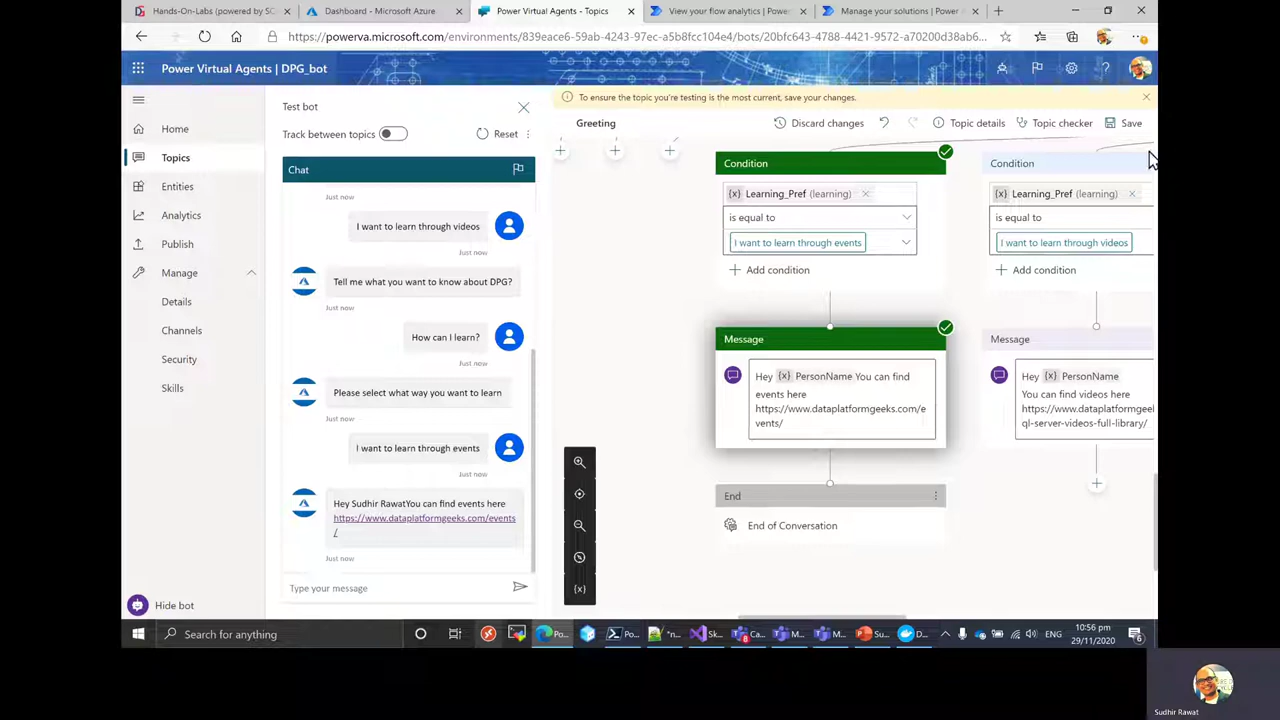 Hands-On-Labs (powered by SC
Dashboard - Microsoft Azure
Power Virtual Agents - Topics
View your flow analytics | Powe
Manage your solutions | Power A
https://powerva.microsoft.com/environments/839eace6-59ab-4243-97ec-a5b8fcc104e4/bots/20bfc643-4788-4421-9572-a70200d38ab6...
Power Virtual Agents | DPG_bot
Home
Topics
Entities
Analytics
Publish
Manage
Details
Channels
Security
Skills
Hide bot
Test bot
Track between topics
Reset
Chat
Just now
I want to learn through videos
Just now
Tell me what you want to know about DPG?
Just now
How can I learn?
Just now
Please select what way you want to learn
Just now
I want to learn through events
Just now
Hey Sudhir RawatYou can find events here
https://www.dataplatformgeeks.com/events
/
Just now
Type your message
To ensure the topic you're testing is the most current, save your changes.
Greeting
Discard changes
Topic details
Topic checker
Save
Condition
{x} Learning_Pref (learning)
is equal to
I want to learn through events
Add condition
Message
Hey {x} PersonName You can find
events here
https://www.dataplatformgeeks.com/e
vents/
End
End of Conversation
Condition
{x} Learning_Pref (learning)
is equal to
I want to learn through videos
Add condition
Message
Hey {x} PersonName
You can find videos here
https://www.dataplatformgeel
ql-server-videos-full-library/
{x}
Search for anything
Po...
Po...
"n...
Sk...
Ca...
8
M...
M...
Su...
D...
ENG
10:56 pm
29/11/2020
6
Sudhir Rawat